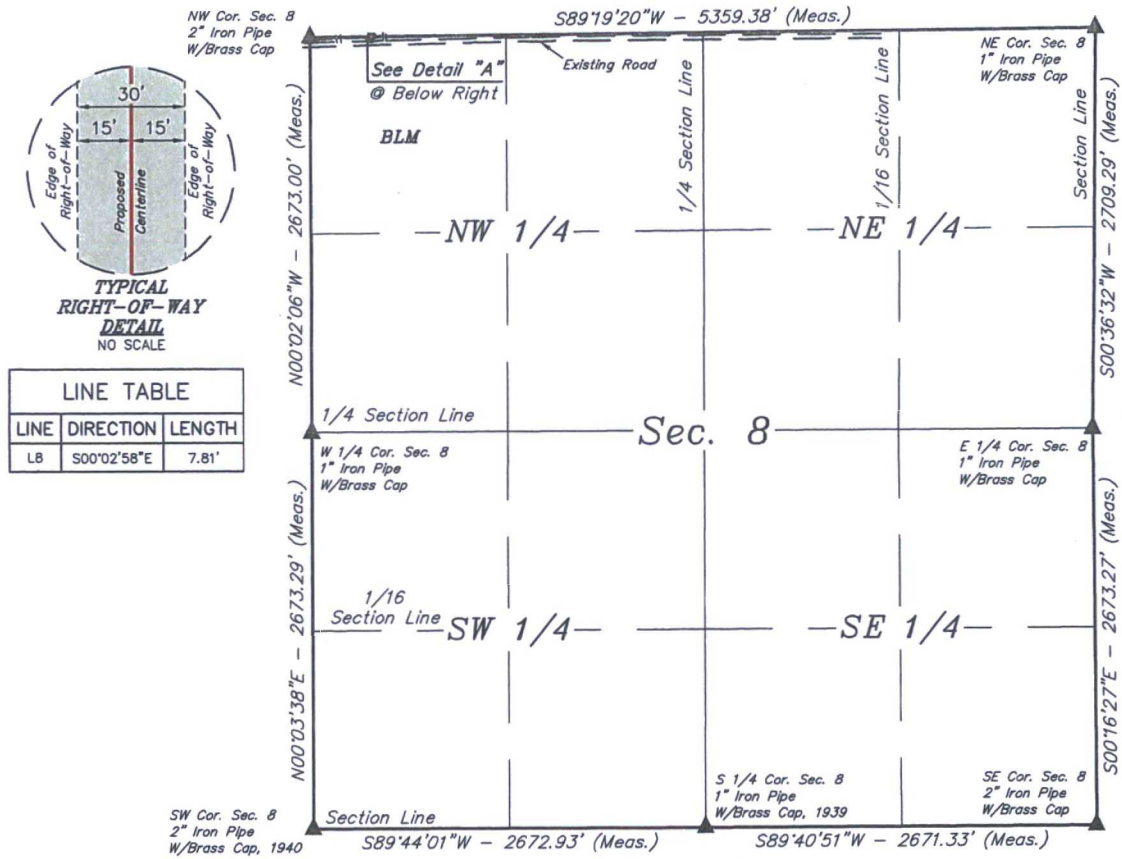 NW Cor. Sec. 8
2" Iron Pipe
W/Brass Cap
S89°19'20"W - 5359.38' (Meas.)
NE Cor. Sec. 8
1" Iron Pipe
W/Brass Cap
See Detail "A"
@ Below Right
Existing Road
BLM
30'
15'
15'
Edge of
Right-of-Way
Proposed
Centerline
Edge of
Right-of-Way
TYPICAL
RIGHT-OF-WAY
DETAIL
NO SCALE
N00°02'06"W - 2673.00' (Meas.)
1/4 Section Line
1/16 Section Line
Section Line
S00°36'32"W - 2709.29' (Meas.)
NW 1/4
NE 1/4
LINE TABLE
LINE DIRECTION LENGTH
L8 S00°02'58"E 7.81'
1/4 Section Line
Sec. 8
W 1/4 Cor. Sec. 8
1" Iron Pipe
W/Brass Cap
E 1/4 Cor. Sec. 8
1" Iron Pipe
W/Brass Cap
N00°03'38"E - 2673.29' (Meas.)
1/16
Section Line
SW 1/4
SE 1/4
S00°16'27"E - 2673.27' (Meas.)
SW Cor. Sec. 8
2" Iron Pipe
W/Brass Cap, 1940
Section Line
S 1/4 Cor. Sec. 8
1" Iron Pipe
W/Brass Cap, 1939
SE Cor. Sec. 8
2" Iron Pipe
W/Brass Cap
S89°44'01"W - 2672.93' (Meas.)
S89°40'51"W - 2671.33' (Meas.)